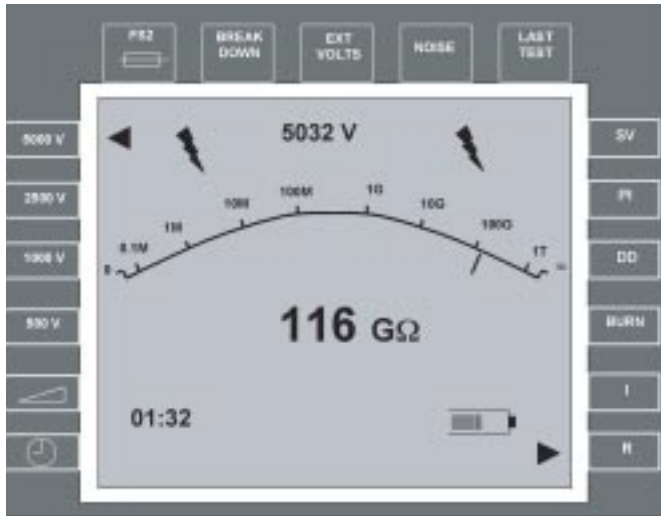 FS2
BREAK
DOWN
EXT
VOLTS
NOISE
LAST
TEST
5000 V
2500 V
1000 V
500 V
5032 V
0
0.1M
1M
10M
100M
1G
10G
100G
1T
∞
116 GΩ
01:32
SV
PI
DD
BURN
I
R